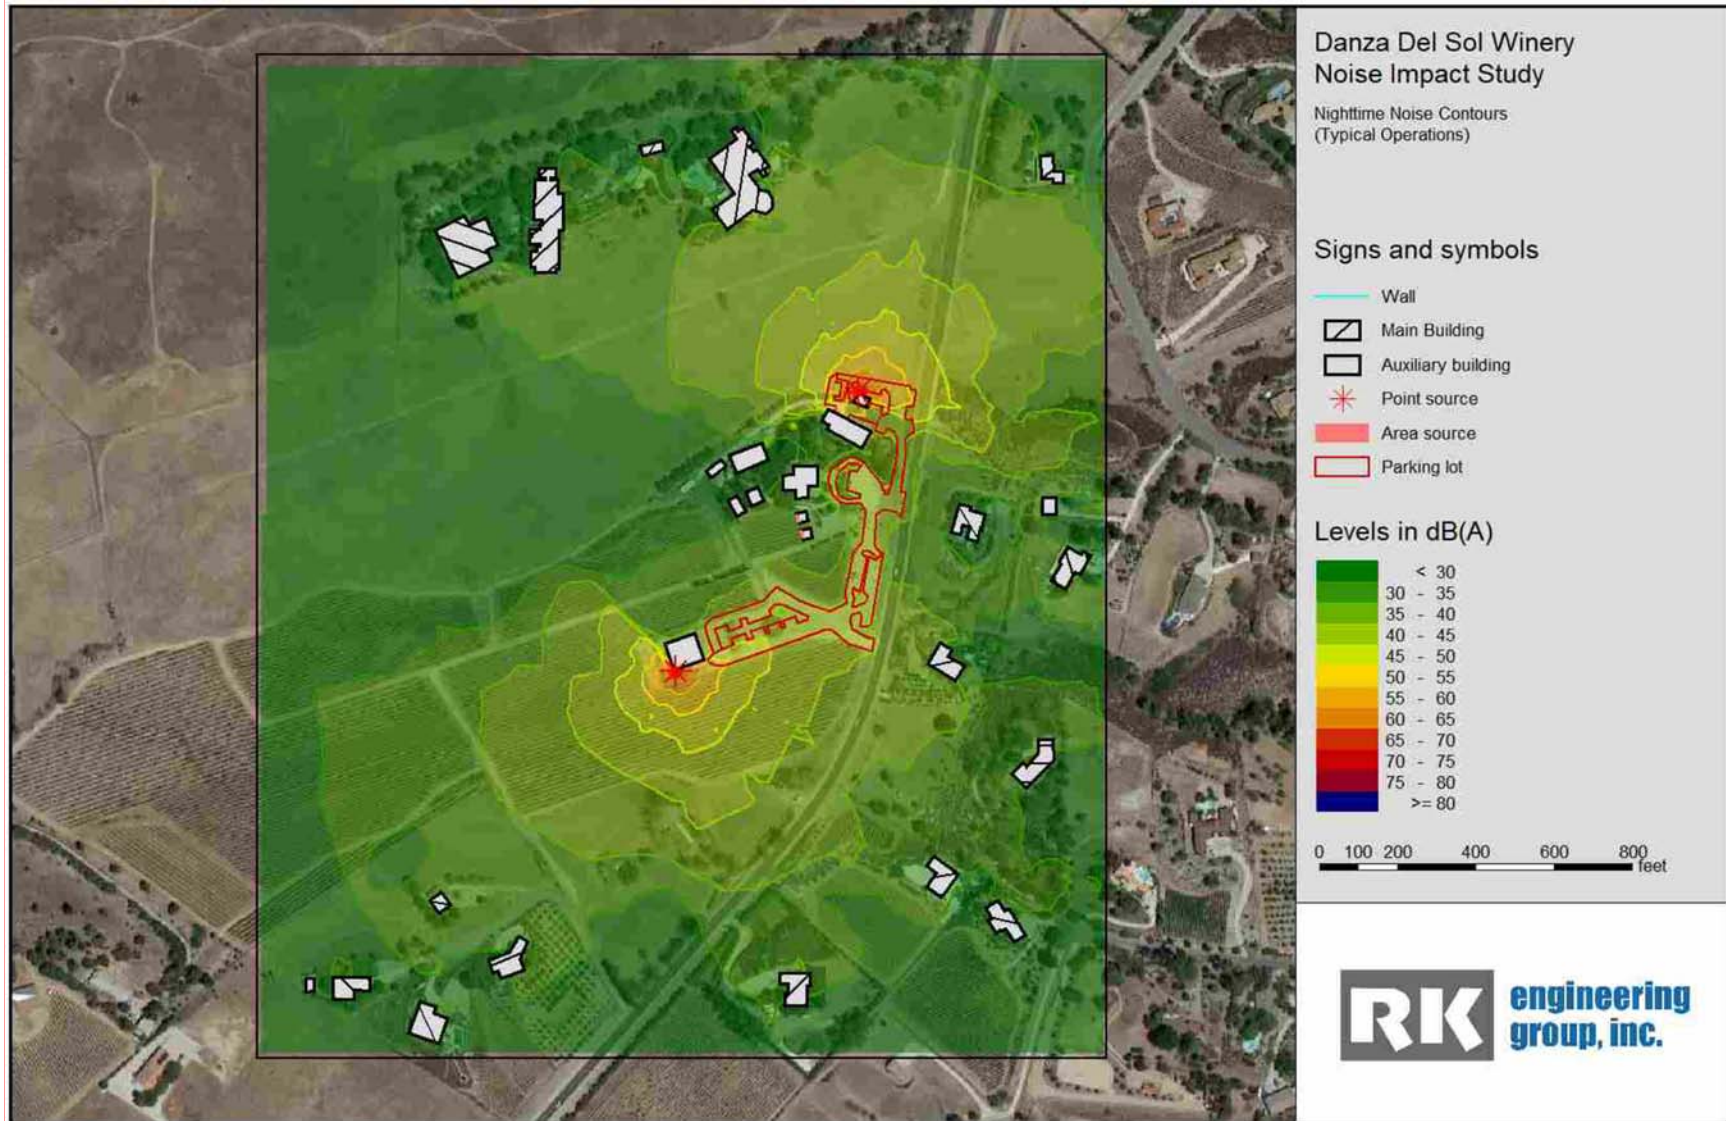 Danza Del Sol Winery
Noise Impact Study
Nighttime Noise Contours
(Typical Operations)
Signs and symbols
Wall
Main Building
Auxiliary building
Point source
Area source
Parking lot
Levels in dB(A)
< 30
30 - 35
35 - 40
40 - 45
45 - 50
50 - 55
55 - 60
60 - 65
65 - 70
70 - 75
75 - 80
>= 80
0 100 200 400 600 800
feet
RK engineering
group, inc.